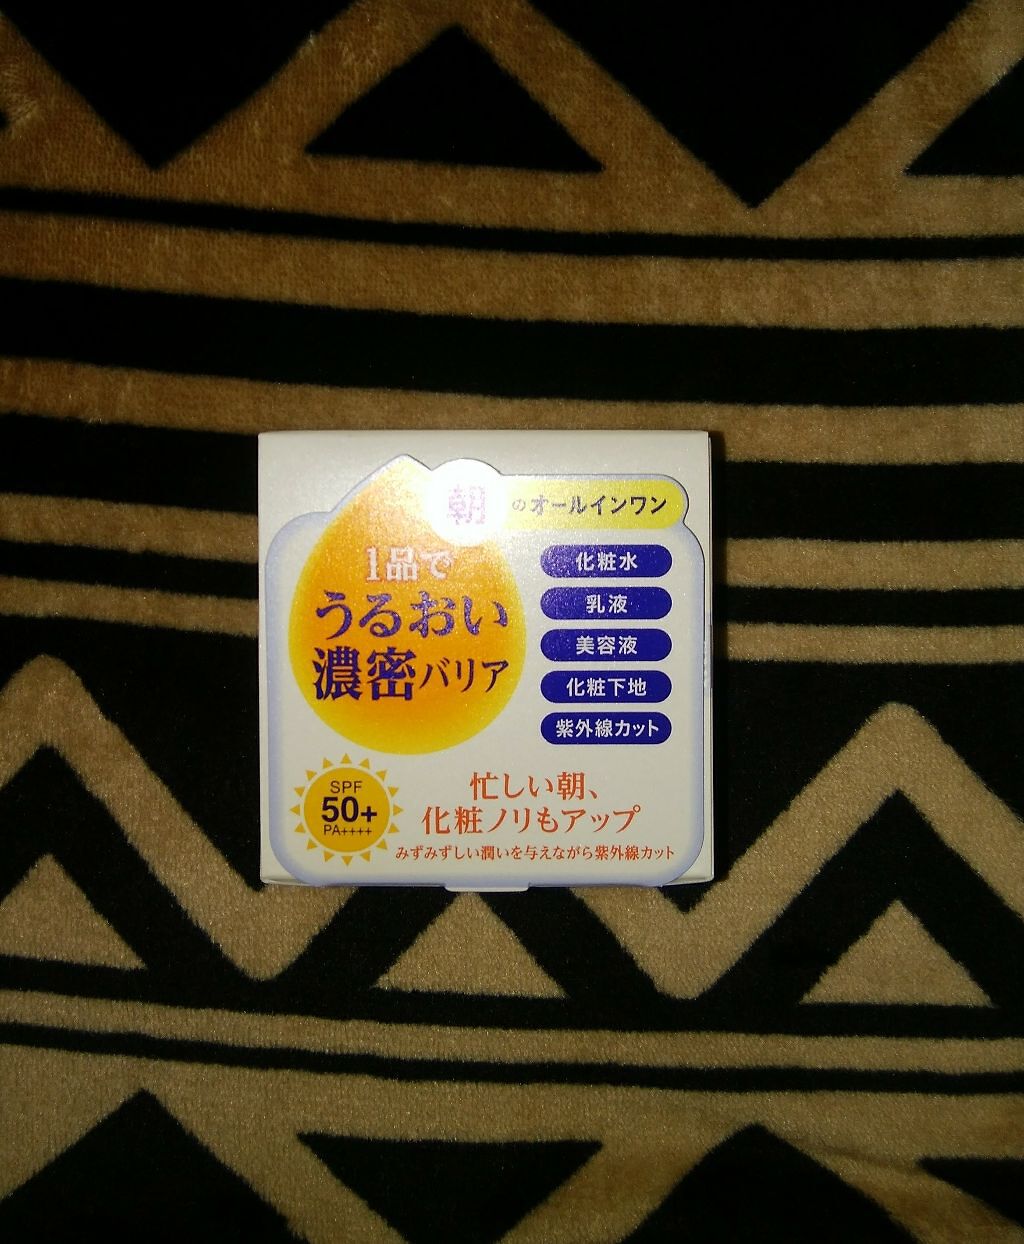 朝のオールインワン
1品で
うるおい
濃密バリア
化粧水
乳液
美容液
化粧下地
紫外線カット
SPF
50+
PA++++
忙しい朝、
化粧ノリもアップ
みずみずしい潤いを与えながら紫外線カット